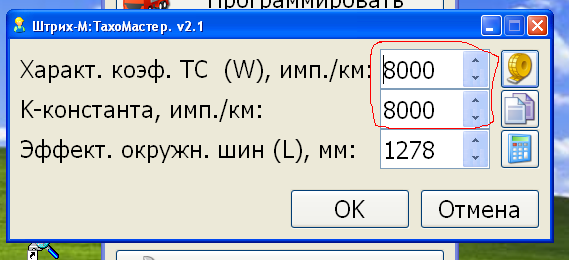 Программировать
Штрих-М:ТахоМастер. v2.1
Характ. коэф. ТС (W), имп./км: 8000
К-константа, имп./км: 8000
Эффект. окружн. шин (L), мм: 1278
OK Отмена